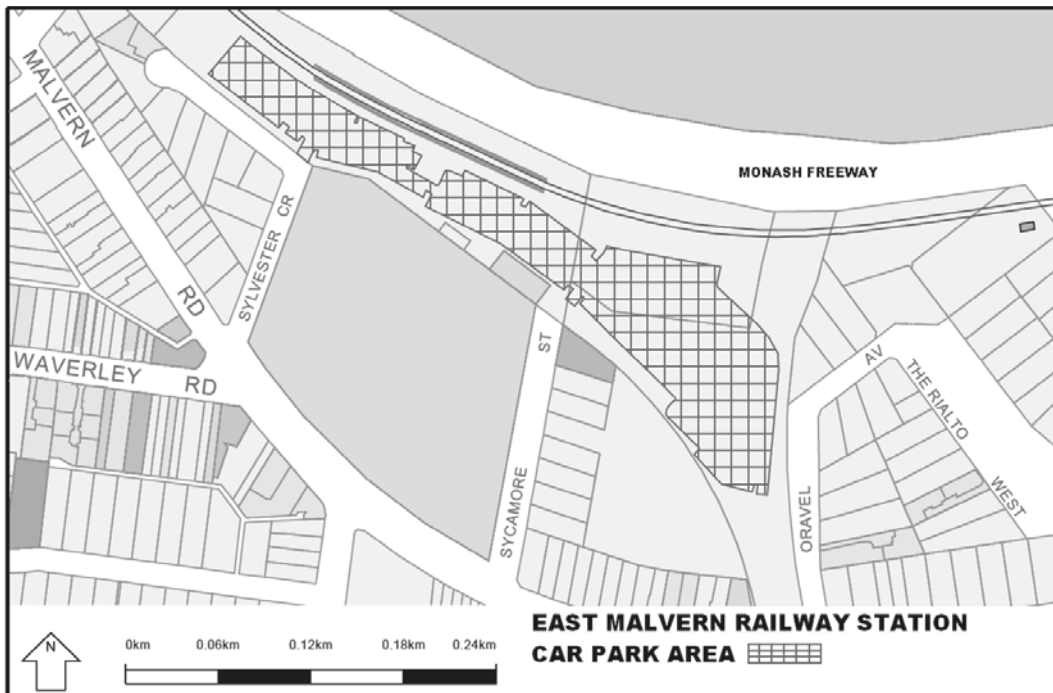 MALVERN
RD
MONASH FREEWAY
SYLVESTER CR
WAVERLEY RD
ST
SYCAMORE
AV
THE RIALTO
WEST
ORAVEL
N
0km 0.06km 0.12km 0.18km 0.24km
EAST MALVERN RAILWAY STATION
CAR PARK AREA